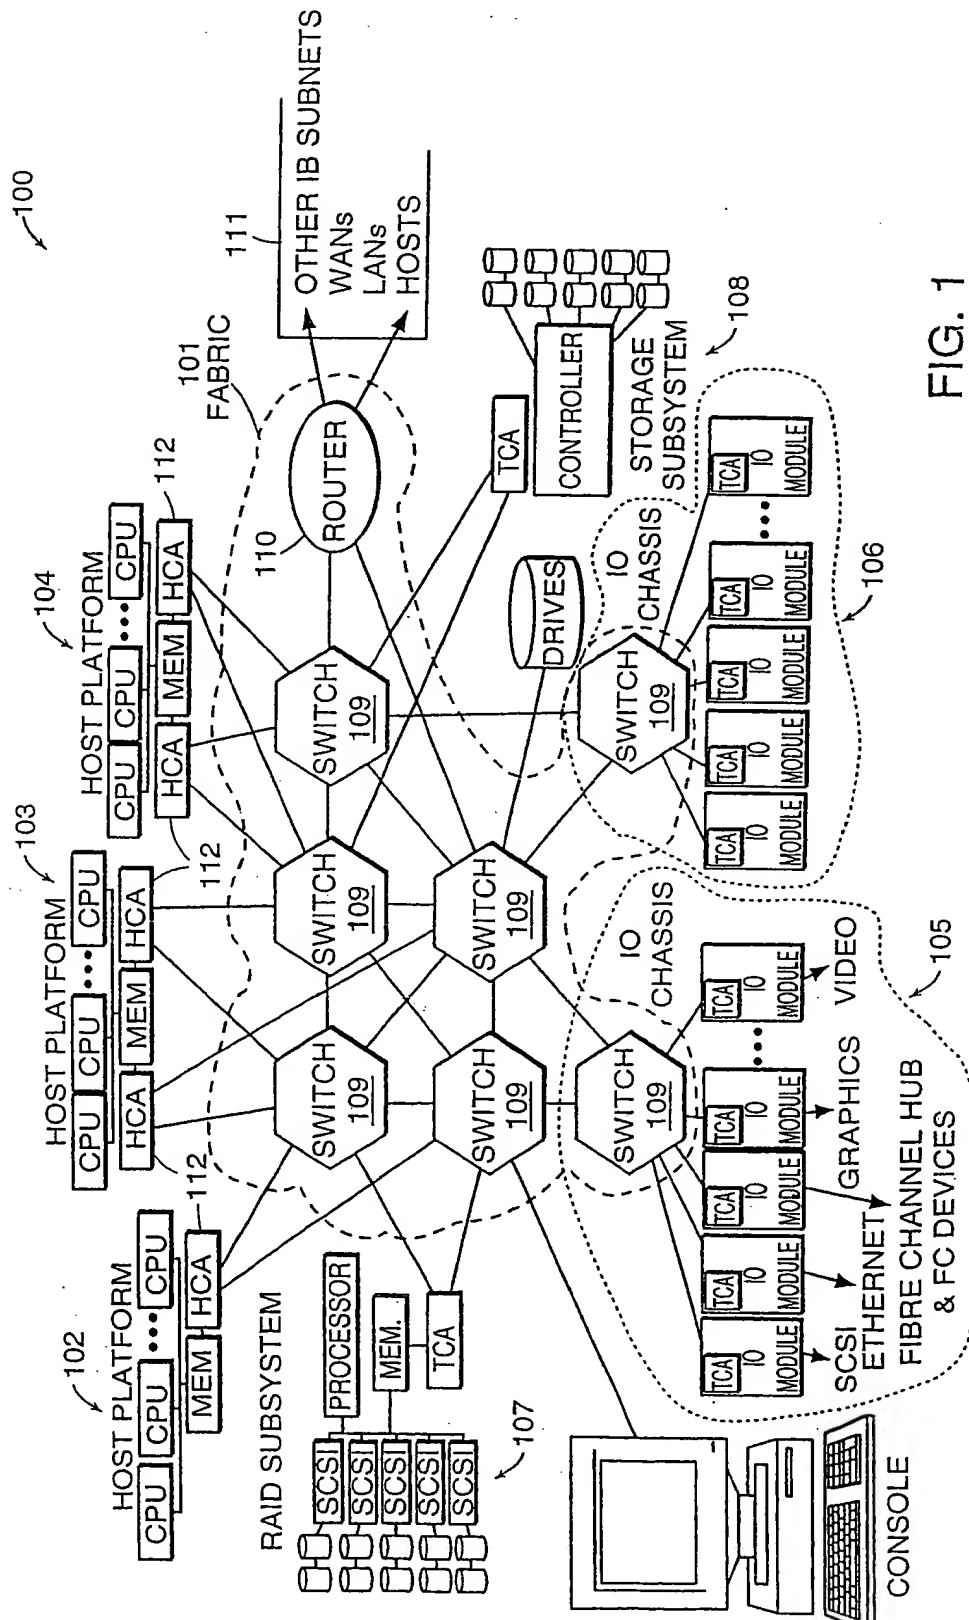 100
102
HOST PLATFORM
CPU
CPU
CPU
MEM
HCA
112
103
HOST PLATFORM
CPU
CPU
CPU
HCA
MEM
HCA
112
112
104
HOST PLATFORM
CPU
CPU
CPU
HCA
MEM
HCA
112
101
FABRIC
111
OTHER IB SUBNETS
WANs
LANs
HOSTS
110
ROUTER
SWITCH
109
SWITCH
109
SWITCH
109
SWITCH
109
SWITCH
109
RAID SUBSYSTEM
PROCESSOR
MEM.
TCA
SCSI
SCSI
SCSI
SCSI
SCSI
107
TCA
CONTROLLER
STORAGE
SUBSYSTEM
108
DRIVES
IO
CHASSIS
SWITCH
109
TCA
IO
MODULE
TCA
IO
MODULE
TCA
IO
MODULE
TCA
IO
MODULE
TCA
IO
MODULE
106
IO
CHASSIS
SWITCH
109
TCA
IO
MODULE
TCA
IO
MODULE
TCA
IO
MODULE
TCA
IO
MODULE
TCA
IO
MODULE
SCSI
ETHERNET
FIBRE CHANNEL HUB
& FC DEVICES
GRAPHICS
VIDEO
105
CONSOLE
FIG. 1